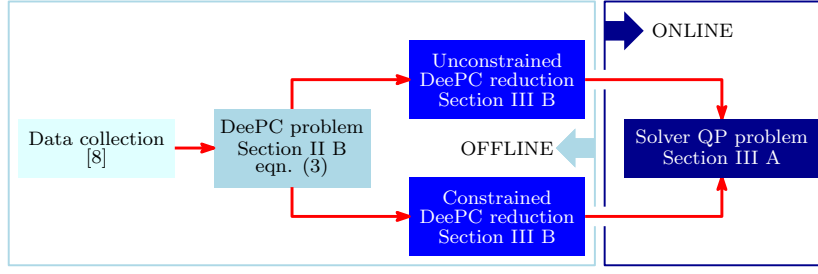 Data collection
[8]
DeePC problem
Section II B
eqn. (3)
Unconstrained
DeePC reduction
Section III B
Constrained
DeePC reduction
Section III B
OFFLINE
ONLINE
Solver QP problem
Section III A